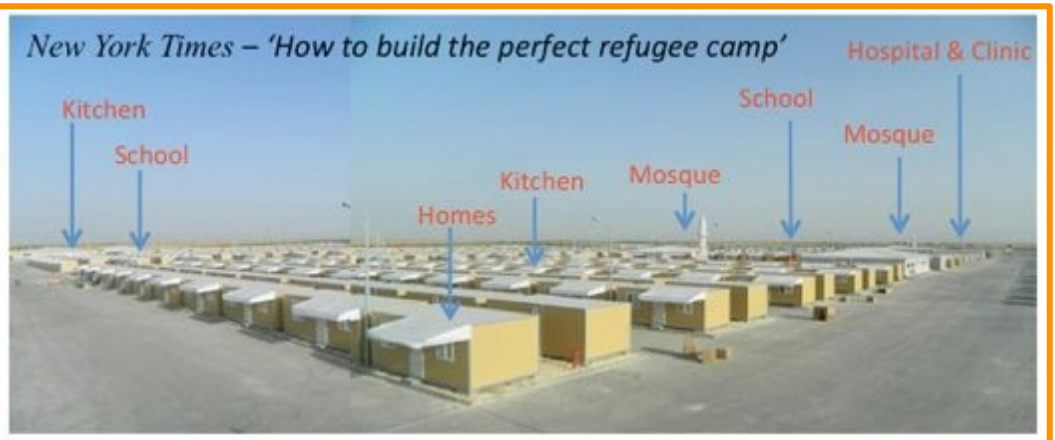 New York Times – ‘How to build the perfect refugee camp’
Hospital & Clinic
Kitchen
School
School
Mosque
Kitchen
Mosque
Homes